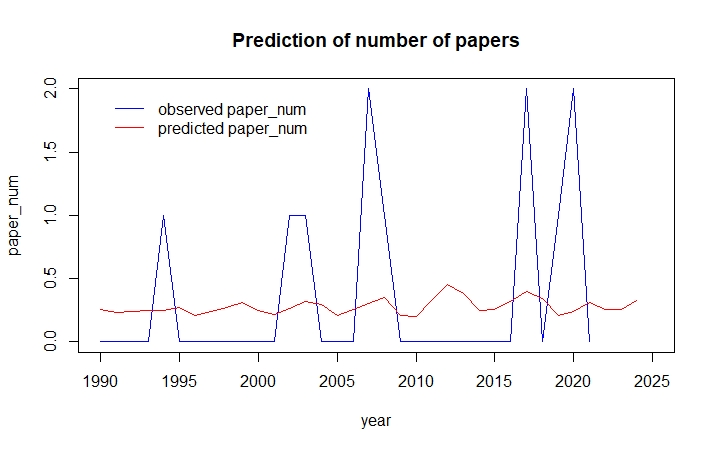 Prediction of number of papers
observed paper_num
predicted paper_num
2.0
1.5
1.0
0.5
0.0
paper_num
1990 1995 2000 2005 2010 2015 2020 2025
year